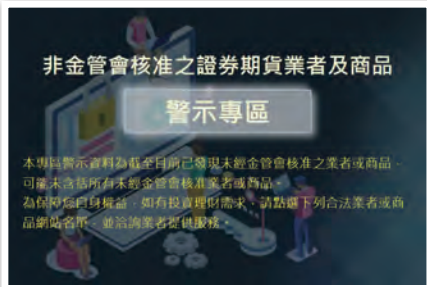 非金管會核准之證券期貨業者及商品
警示專區
本專區警示資料為截至目前已發現未經金管會核准之業者或商品，
可能未含括所有未經金管會核准業者或商品。
為保障您自身權益，如有投資理財需求，請點選下列合法業者或商
品網站名單，並洽詢業者提供服務。